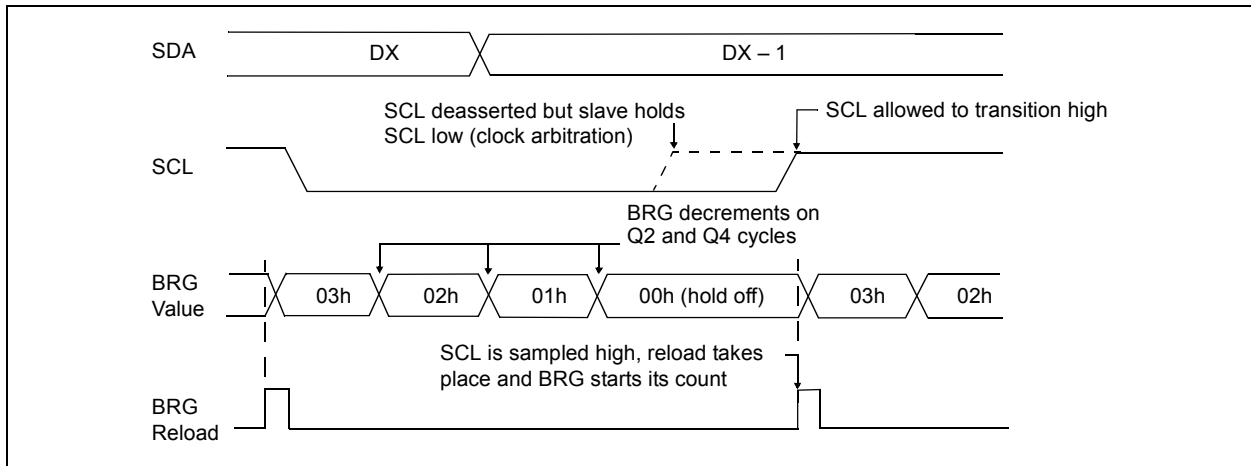 SDA
DX
DX – 1
SCL deasserted but slave holds
SCL low (clock arbitration)
SCL allowed to transition high
SCL
BRG decrements on
Q2 and Q4 cycles
BRG
Value
03h
02h
01h
00h (hold off)
03h
02h
SCL is sampled high, reload takes
place and BRG starts its count
BRG
Reload